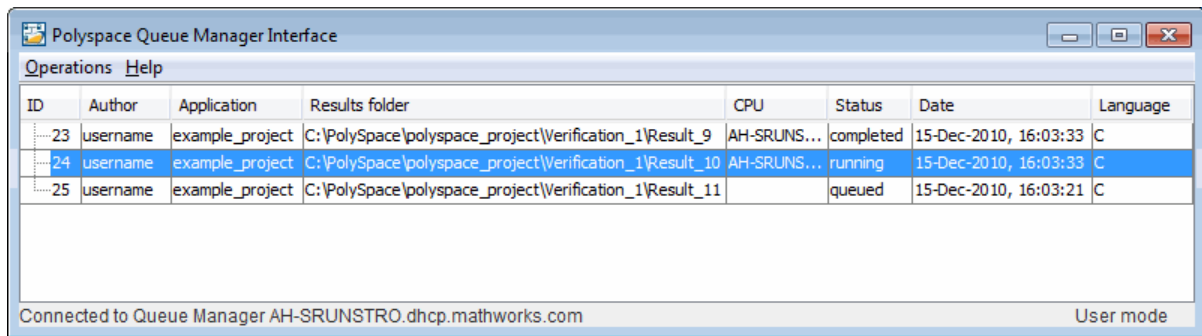 Polyspace Queue Manager Interface
Operations Help
ID Author Application Results folder CPU Status Date Language
23 username example_project C:\PolySpace\polyspace_project\Verification_1\Result_9 AH-SRUNS... completed 15-Dec-2010, 16:03:33 C
24 username example_project C:\PolySpace\polyspace_project\Verification_1\Result_10 AH-SRUNS... running 15-Dec-2010, 16:03:33 C
25 username example_project C:\PolySpace\polyspace_project\Verification_1\Result_11 queued 15-Dec-2010, 16:03:21 C
Connected to Queue Manager AH-SRUNSTRO.dhcp.mathworks.com User mode